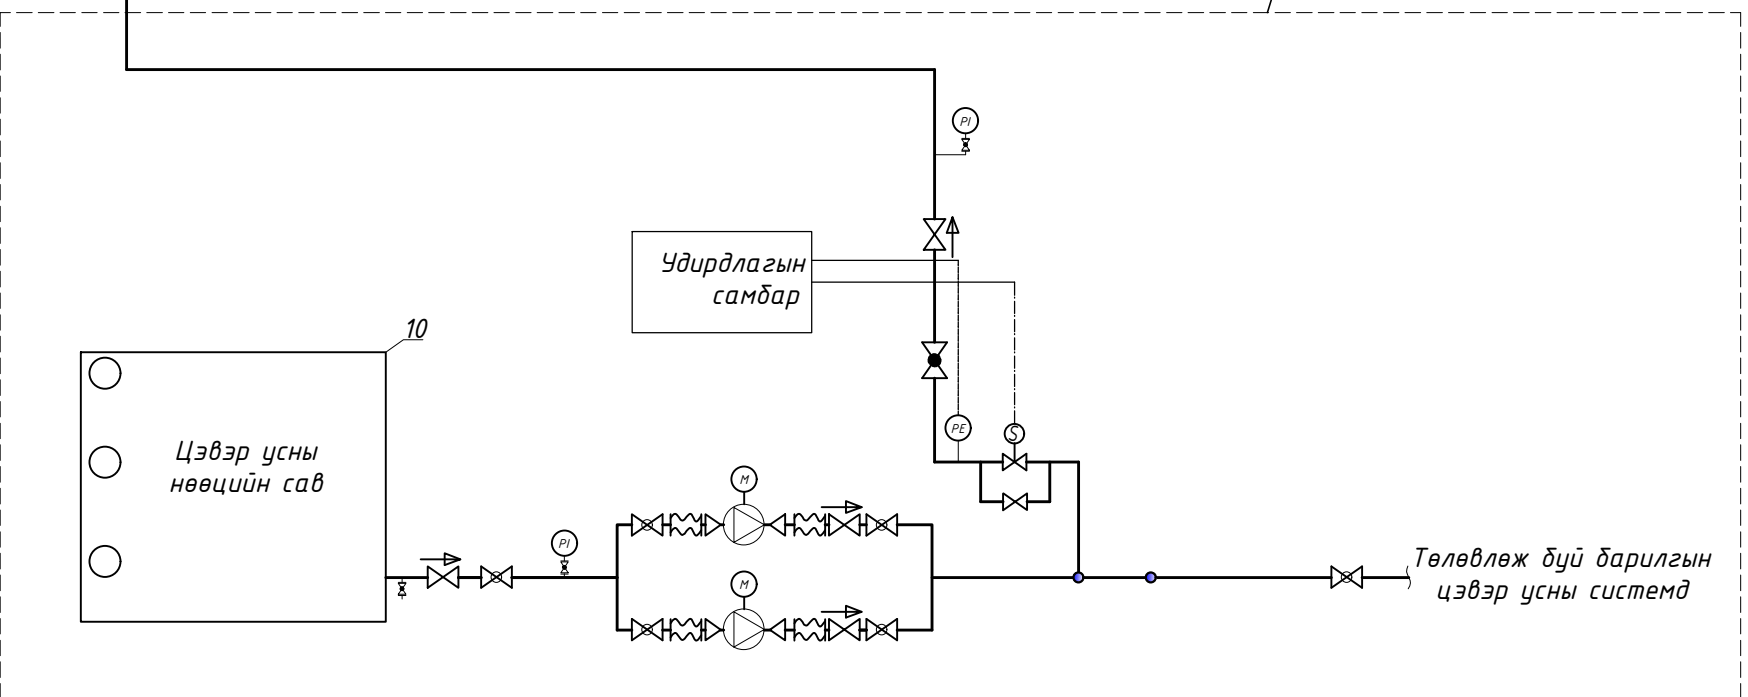 PI
Удирдлагын
самбар
10
PE
S
Цэвэр усны
нөөцийн сав
M
PI
M
Төлөвлөж буй барилгын
цэвэр усны системд